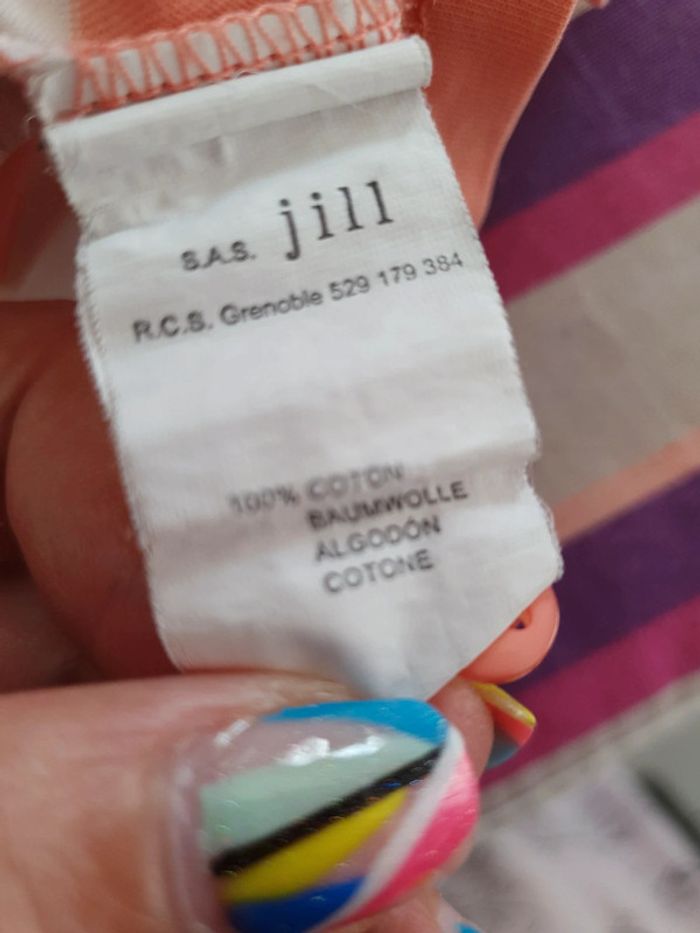 S.A.S. jill
R.C.S. Grenoble 529 179 384
100% COTON
BAUMWOLLE
ALGODÓN
COTONE